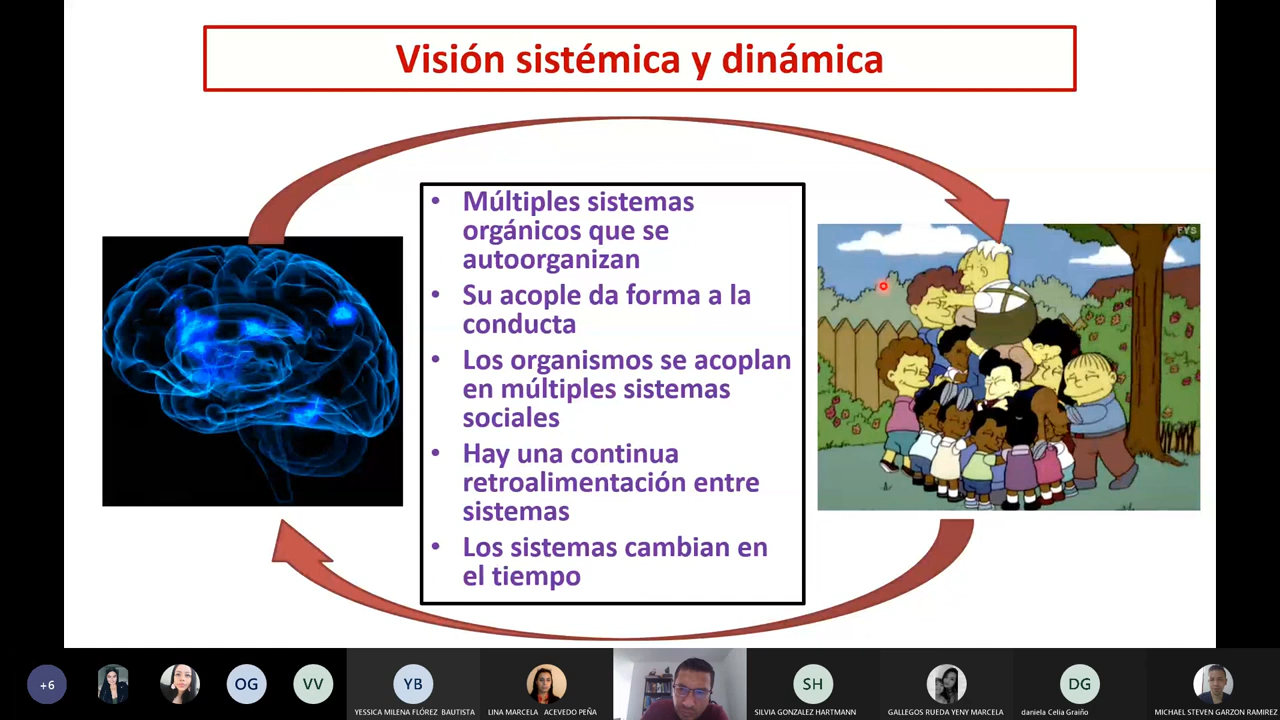 Visión sistémica y dinámica
• Múltiples sistemas
orgánicos que se
autoorganizan
• Su acople da forma a la
conducta
• Los organismos se acoplan
en múltiples sistemas
sociales
• Hay una continua
retroalimentación entre
sistemas
• Los sistemas cambian en
el tiempo
FYS
+6
OG
VV
YB
SH
DG
YESSICA MILENA FLÓREZ BAUTISTA
LINA MARCELA ACEVEDO PEÑA
SILVIA GONZALEZ HARTMANN
GALLEGOS RUEDA YENY MARCELA
daniela Celia Graiño
MICHAEL STEVEN GARZON RAMIREZ